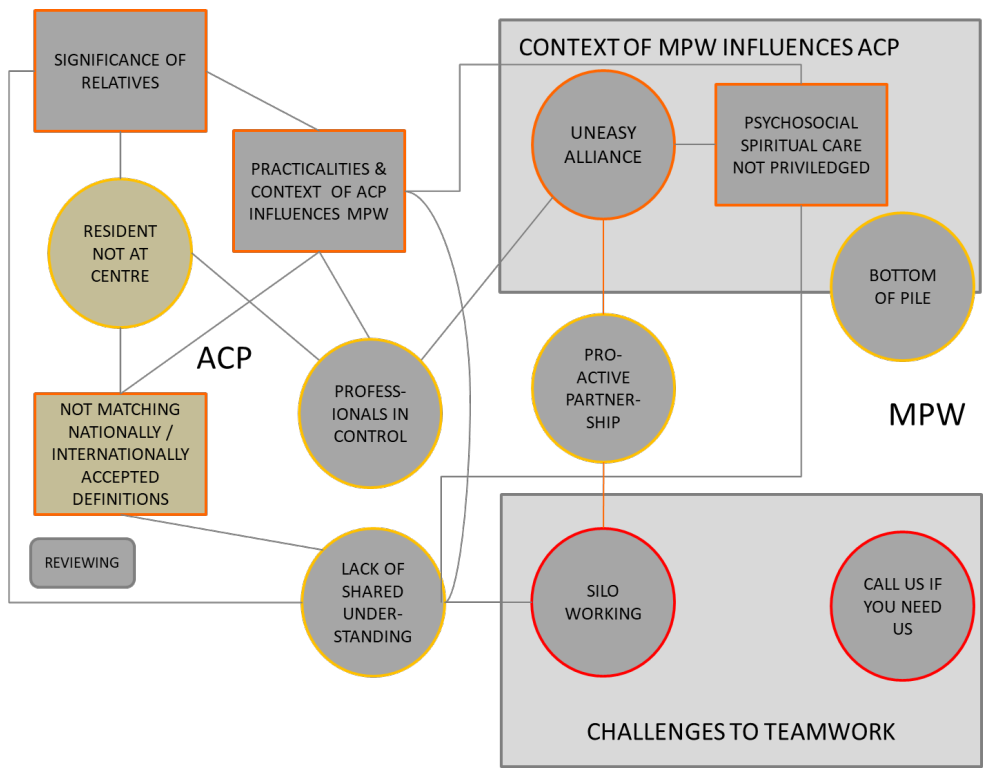 SIGNIFICANCE OF
RELATIVES
CONTEXT OF MPW INFLUENCES ACP
PRACTICALITIES &
CONTEXT OF ACP
INFLUENCES MPW
UNEASY
ALLIANCE
PSYCHOSOCIAL
SPIRITUAL CARE
NOT PRIVILEDGED
RESIDENT
NOT AT
CENTRE
BOTTOM
OF PILE
ACP
PROFESS-
IONALS IN
CONTROL
PRO-
ACTIVE
PARTNER-
SHIP
MPW
NOT MATCHING
NATIONALLY /
INTERNATIONALLY
ACCEPTED
DEFINITIONS
REVIEWING
LACK OF
SHARED
UNDER-
STANDING
SILO
WORKING
CALL US IF
YOU NEED
US
CHALLENGES TO TEAMWORK